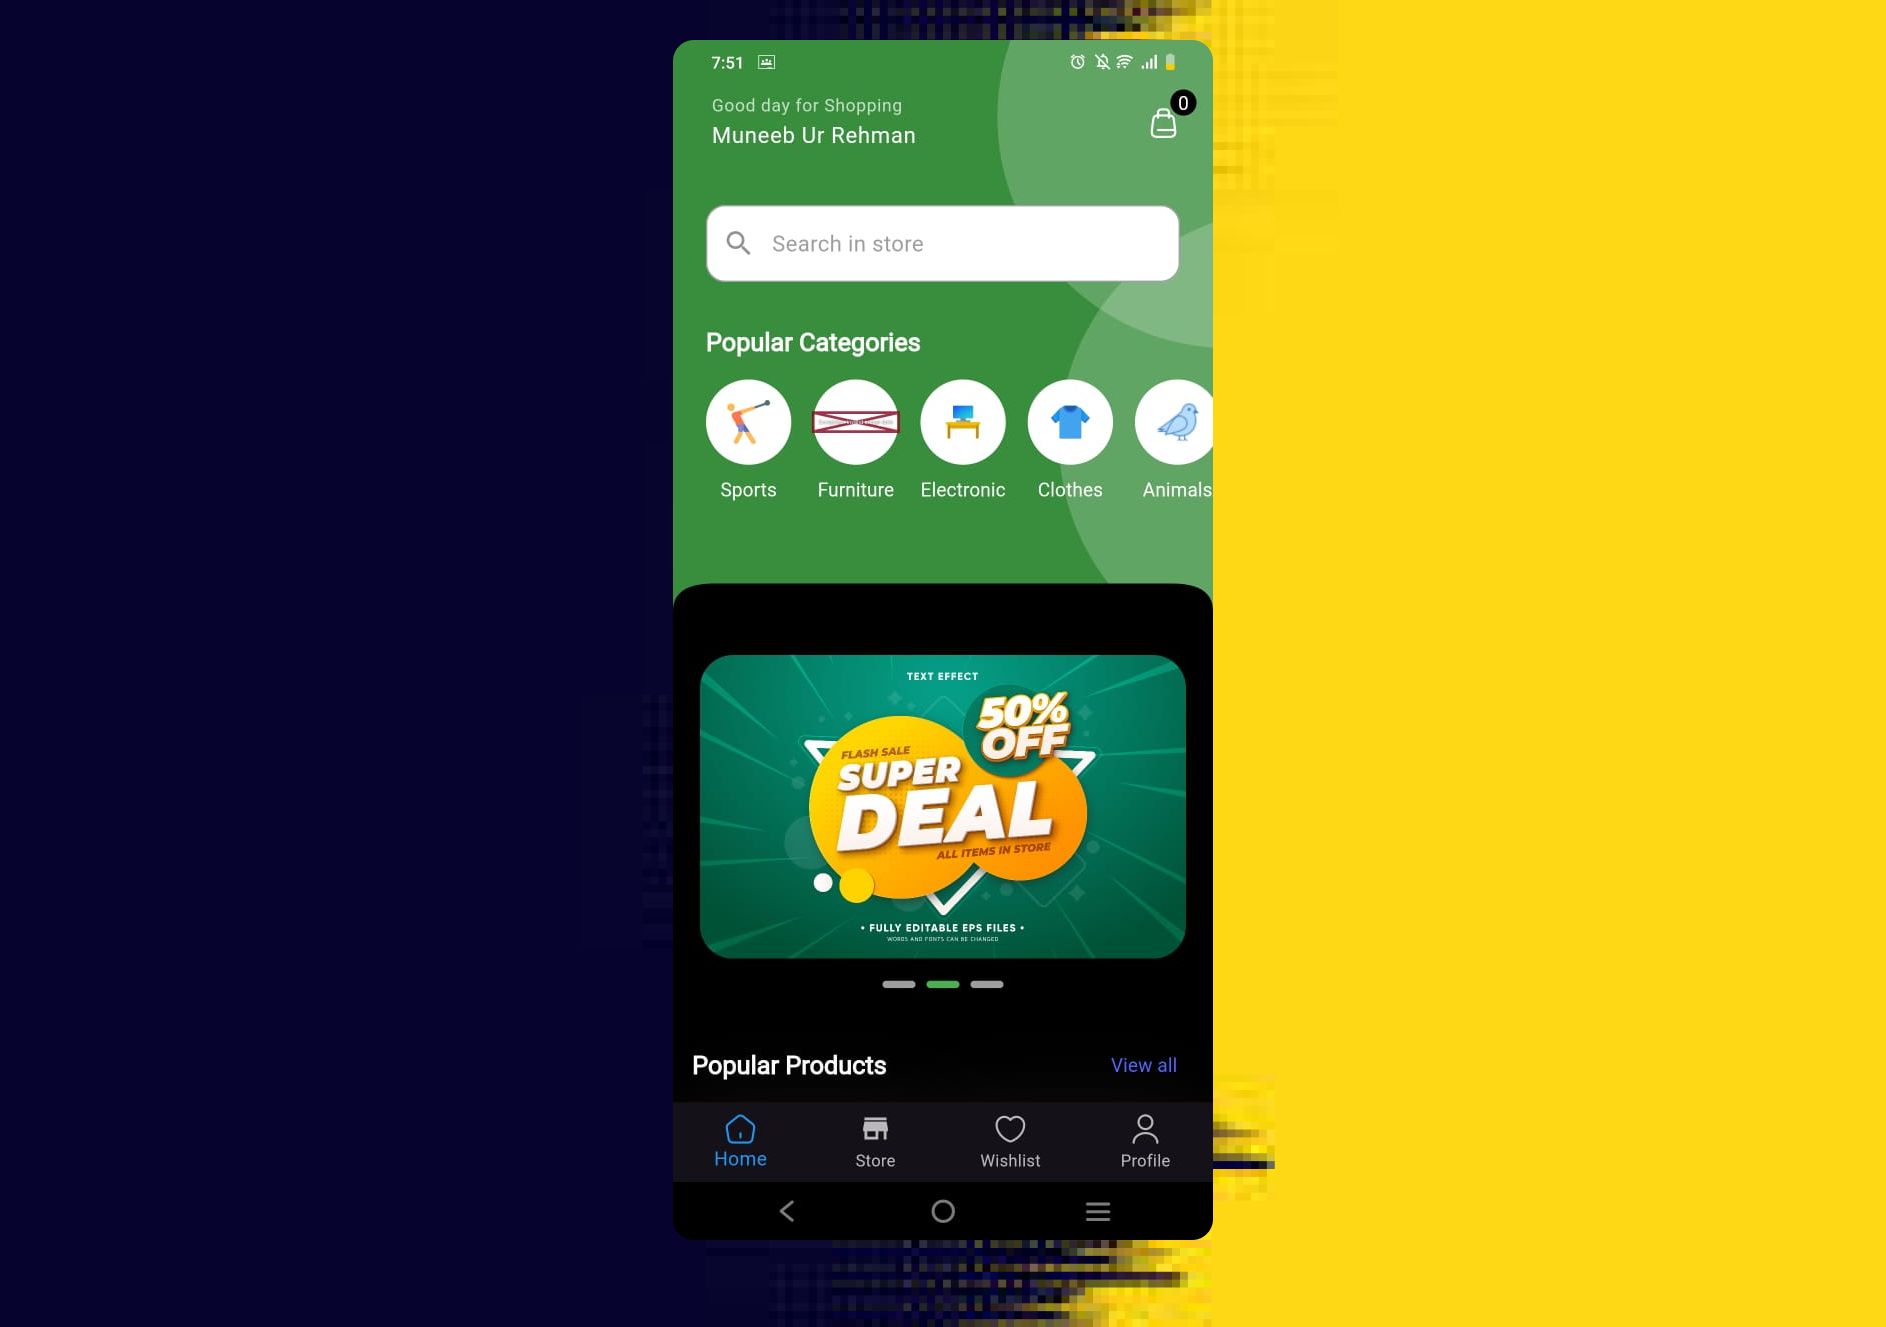 7:51
Good day for Shopping
0
Muneeb Ur Rehman
Search in store
Popular Categories
Sports
Furniture
Electronic
Clothes
Animals
TEXT EFFECT
50%
OFF
FLASH SALE
SUPER
DEAL
ALL ITEMS IN STORE
• FULLY EDITABLE EPS FILES •
WORDS AND FONTS CAN BE CHANGED
Popular Products
View all
Home
Store
Wishlist
Profile